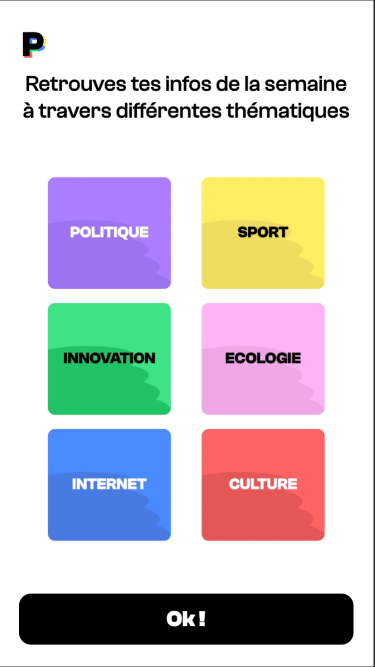 P
Retrouves tes infos de la semaine
à travers différentes thématiques
POLITIQUE
SPORT
INNOVATION
ECOLOGIE
INTERNET
CULTURE
Ok !